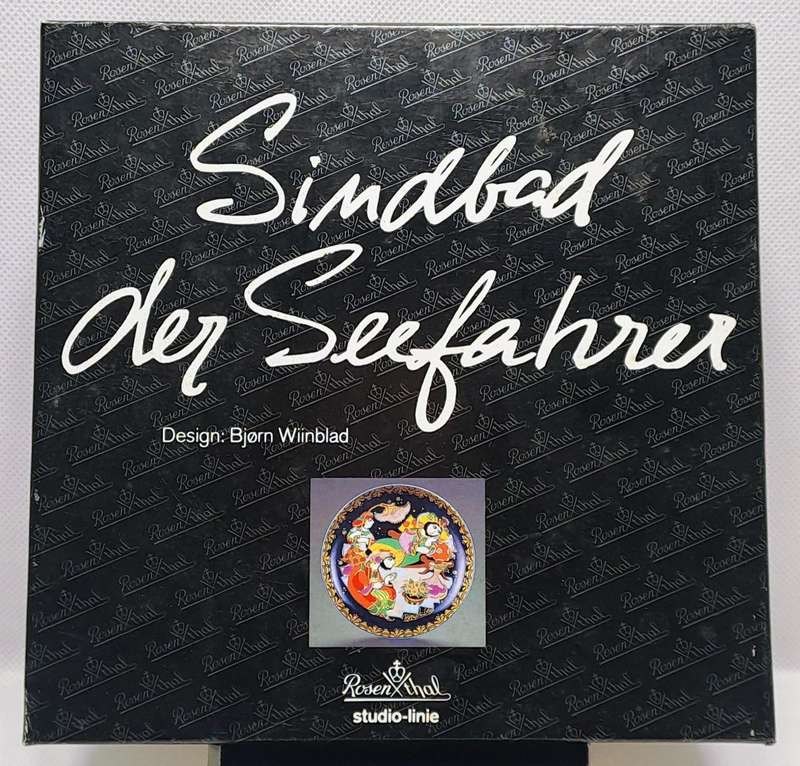 Sindbad
der Seefahrer
Design: Bjørn Wiinblad
Rosenthal
studio-linie